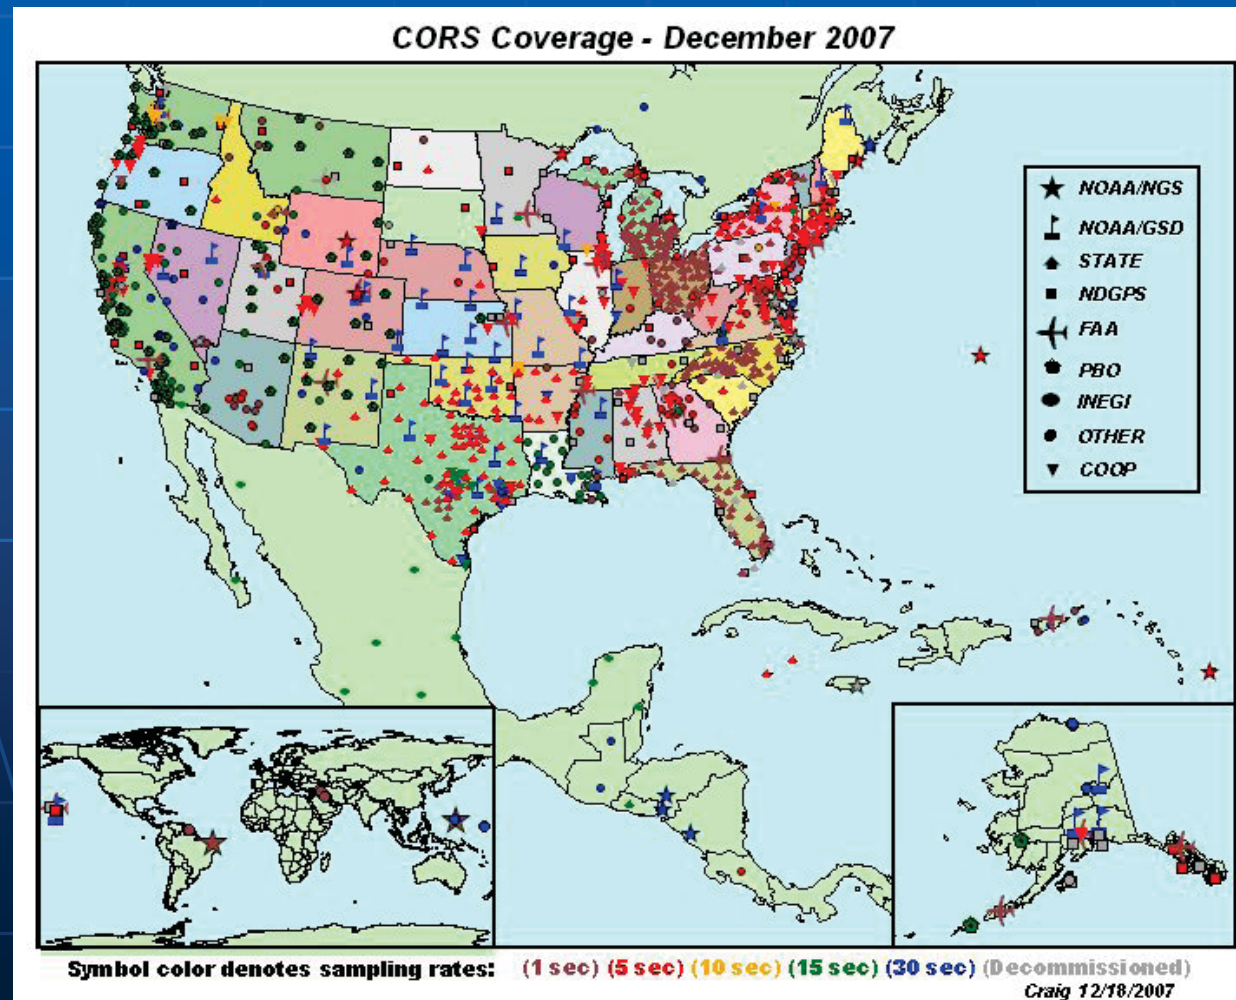 CORS Coverage - December 2007
NOAA/NGS
NOAA/GSD
STATE
NDGPS
FAA
PBO
INEGI
OTHER
COOP
Symbol color denotes sampling rates: (1 sec) (5 sec) (10 sec) (15 sec) (30 sec) (Decommissioned)
Craig 12/18/2007